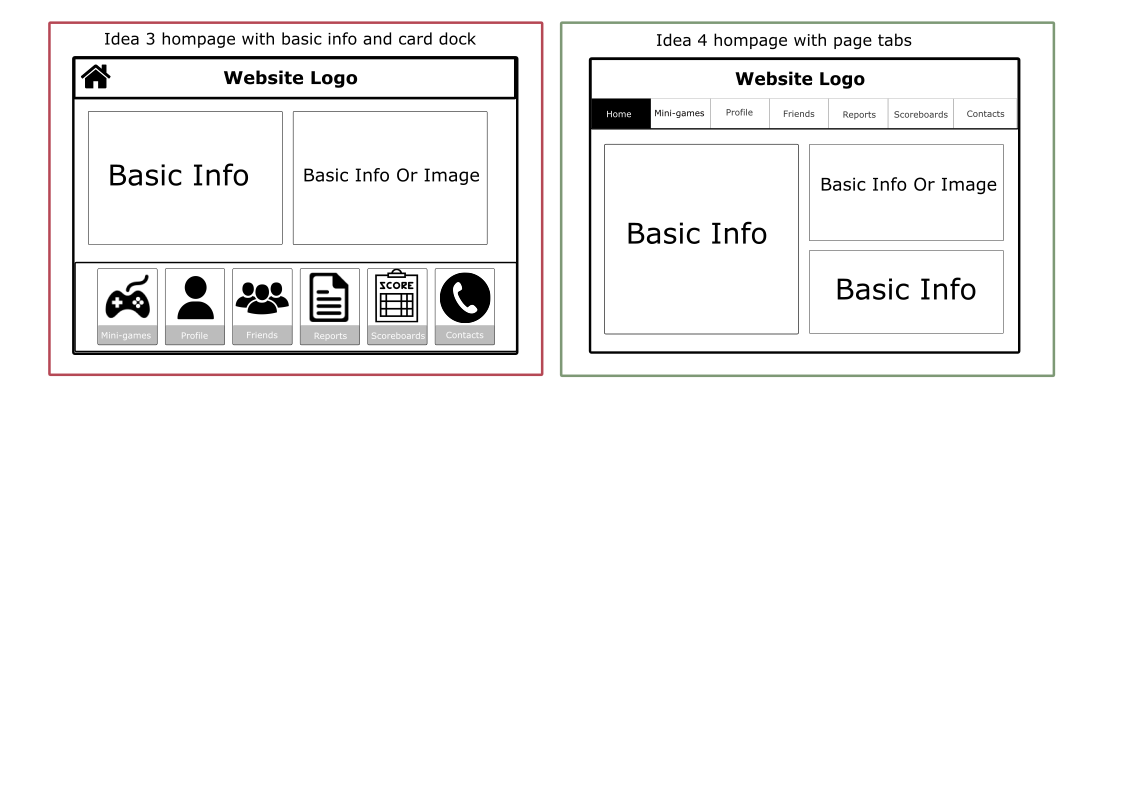 Idea 3 hompage with basic info and card dock
Website Logo
Basic Info
Basic Info Or Image
SCORE
Mini-games
Profile
Friends
Reports
Scoreboards
Contacts
Idea 4 hompage with page tabs
Website Logo
Home
Mini-games
Profile
Friends
Reports
Scoreboards
Contacts
Basic Info
Basic Info Or Image
Basic Info